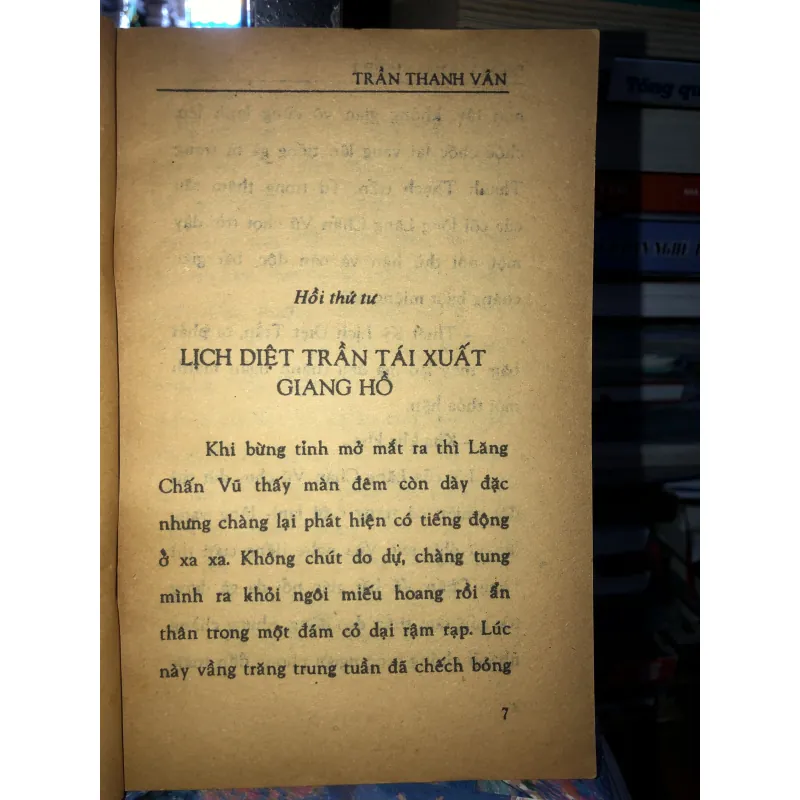 TRẦN THANH VÂN
Hồi thứ tư
LỊCH DIỆT TRẦN TÁI XUẤT
GIANG HỒ
Khi bừng tỉnh mở mắt ra thì Lăng
Chấn Vũ thấy màn đêm còn dày đặc
nhưng chàng lại phát hiện có tiếng động
ở xa xa. Không chút do dự, chàng tung
mình ra khỏi ngôi miếu hoang rồi ẩn
thân trong một đám cỏ dại rậm rạp. Lúc
này vầng trăng trung tuần đã chếch bóng
7
Tổng qu